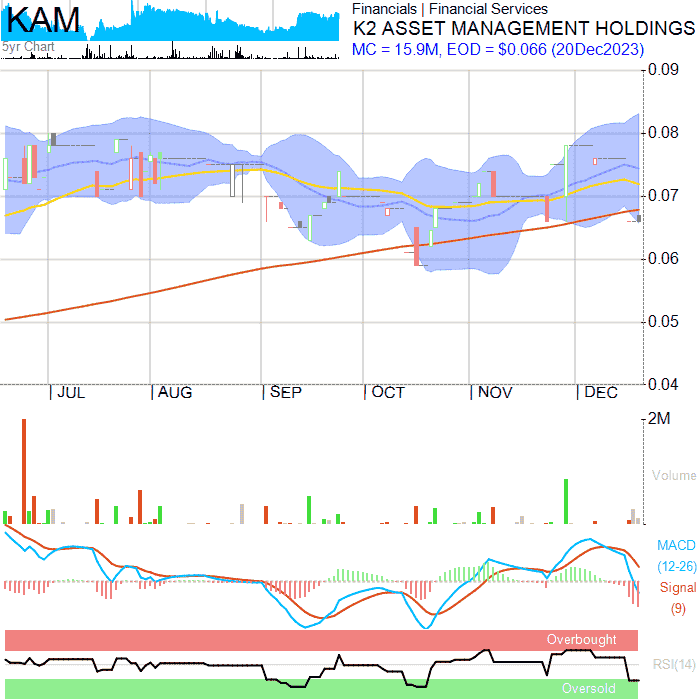 KAM
5yr Chart
Financials | Financial Services
K2 ASSET MANAGEMENT HOLDINGS
MC = 15.9M, EOD = $0.066 (20Dec2023)
0.09
0.08
0.07
0.06
0.05
0.04
JUL
AUG
SEP
OCT
NOV
DEC
2M
Volume
MACD
(12-26)
Signal
(9)
Overbought
RSI(14)
Oversold